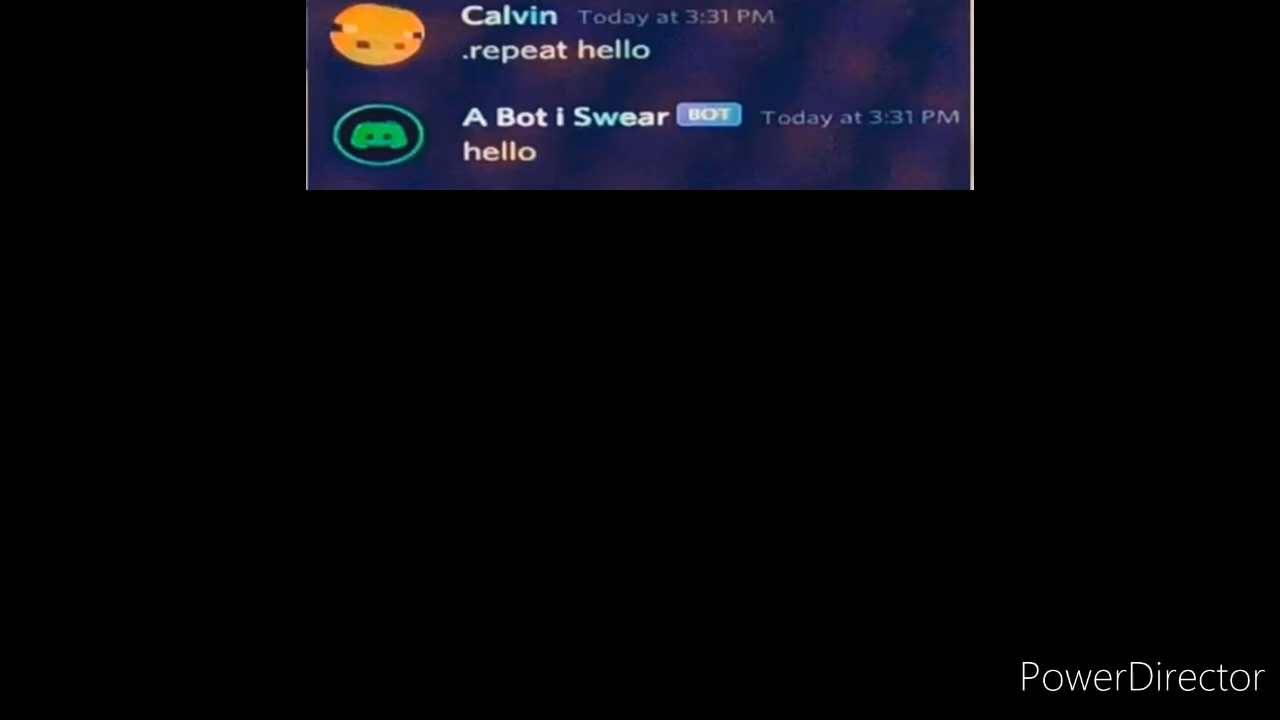 Calvin Today at 3:31 PM
.repeat hello
A Bot i Swear BOT Today at 3:31 PM
hello
PowerDirector